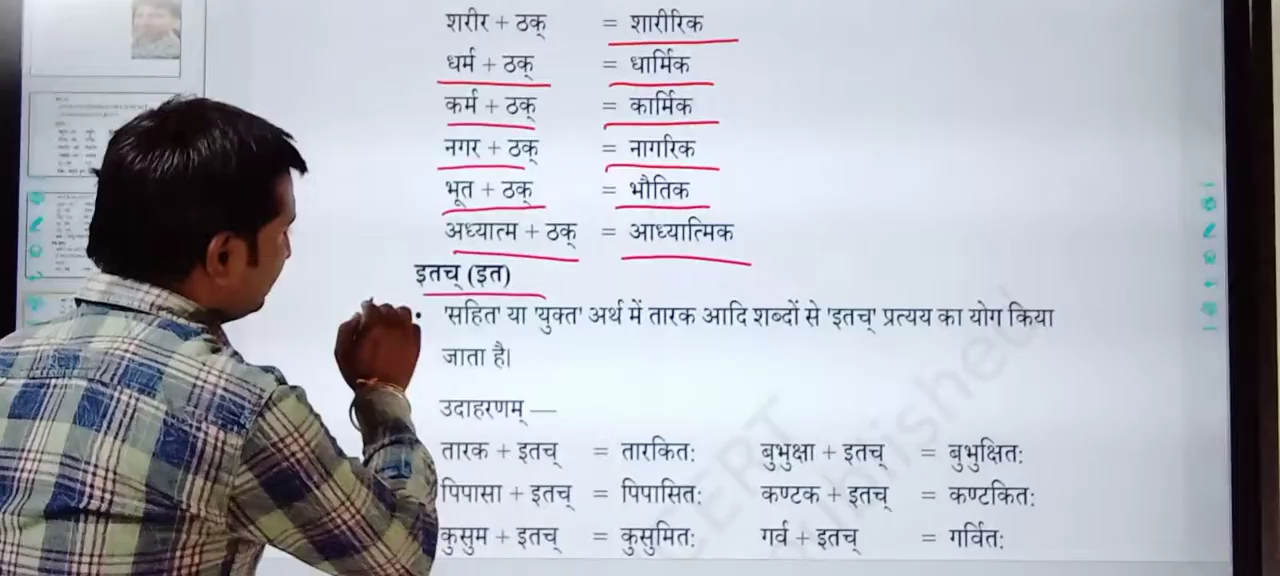 शरीर + ठक् = शारीरिक
धर्म + ठक् = धार्मिक
कर्म + ठक् = कार्मिक
नगर + ठक् = नागरिक
भूत + ठक् = भौतिक
अध्यात्म + ठक् = आध्यात्मिक
इतच् (इत)
• 'सहित' या 'युक्त' अर्थ में तारक आदि शब्दों से 'इतच्' प्रत्यय का योग किया
जाता है।
उदाहरणम् —
तारक + इतच् = तारकित: बुभुक्षा + इतच् = बुभुक्षित:
पिपासा + इतच् = पिपासित: कण्टक + इतच् = कण्टकित:
कुसुम + इतच् = कुसुमित: गर्व + इतच् = गर्वित: